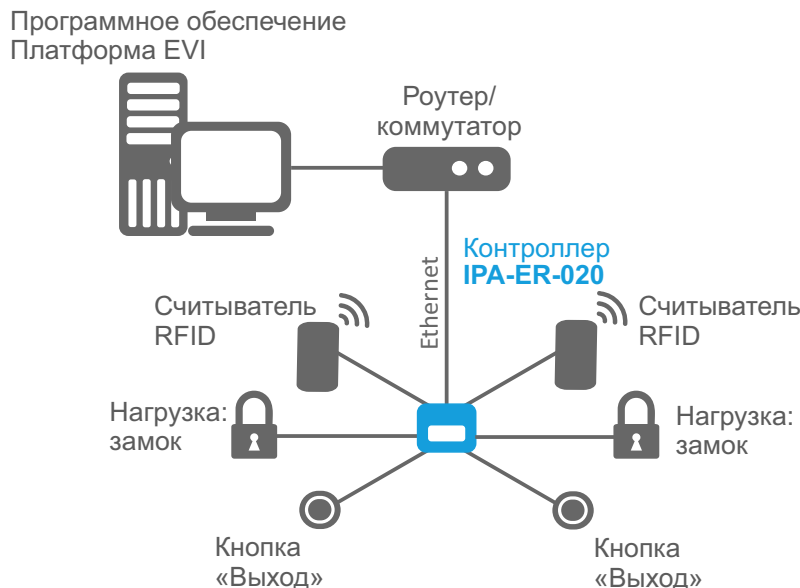 Программное обеспечение
Платформа EVI
Роутер/
коммутатор
Контроллер
IPA-ER-020
Ethernet
Считыватель
RFID
Считыватель
RFID
Нагрузка:
замок
Нагрузка:
замок
Кнопка
«Выход»
Кнопка
«Выход»